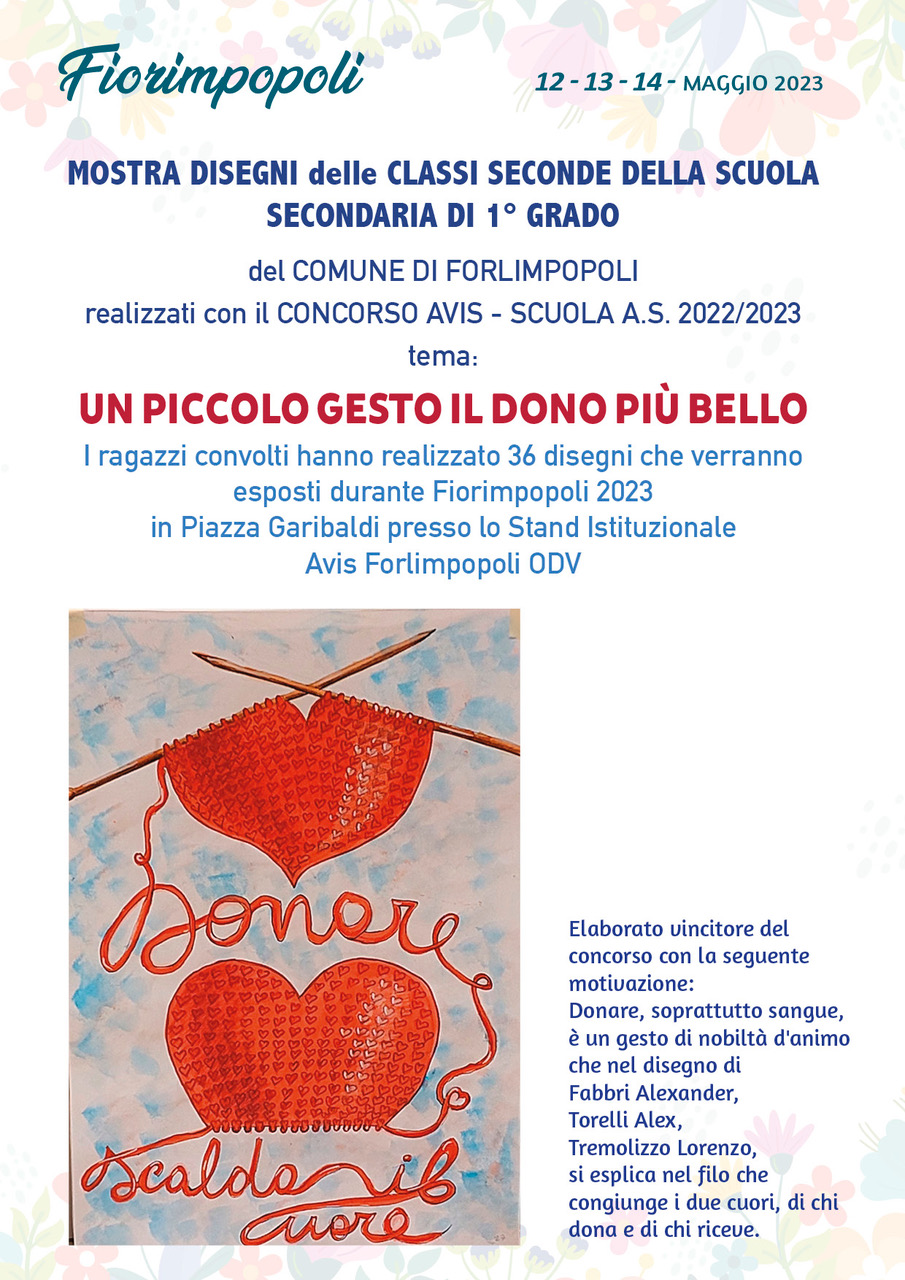 Fiorimpopoli
12 - 13 - 14 - MAGGIO 2023
MOSTRA DISEGNI delle CLASSI SECONDE DELLA SCUOLA
SECONDARIA DI 1° GRADO
del COMUNE DI FORLIMPOPOLI
realizzati con il CONCORSO AVIS - SCUOLA A.S. 2022/2023
tema:
UN PICCOLO GESTO IL DONO PIÙ BELLO
I ragazzi convolti hanno realizzato 36 disegni che verranno
esposti durante Fiorimpopoli 2023
in Piazza Garibaldi presso lo Stand Istituzionale
Avis Forlimpopoli ODV
Donare
scalda il
cuore
Elaborato vincitore del
concorso con la seguente
motivazione:
Donare, soprattutto sangue,
è un gesto di nobiltà d'animo
che nel disegno di
Fabbri Alexander,
Torelli Alex,
Tremolizzo Lorenzo,
si esplica nel filo che
congiunge i due cuori, di chi
dona e di chi riceve.